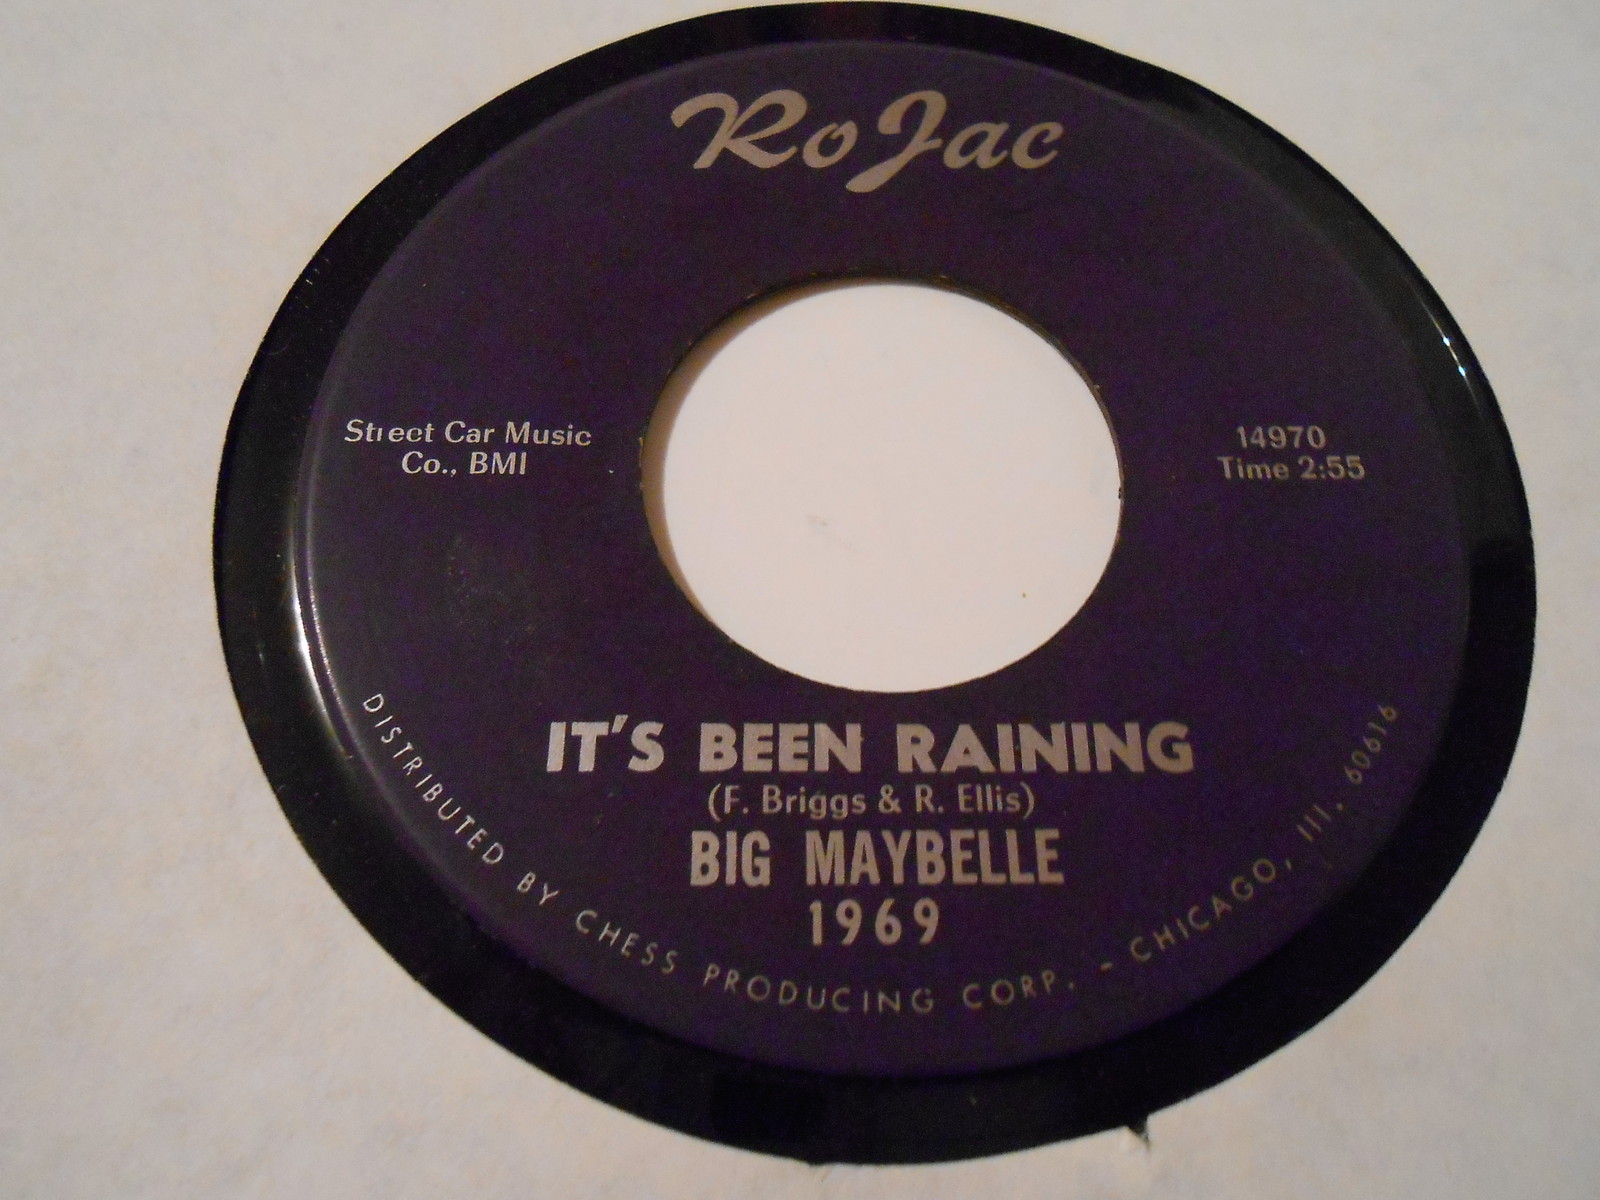 RoJac
Street Car Music
Co., BMI
14970
Time 2:55
IT'S BEEN RAINING
(F. Briggs & R. Ellis)
BIG MAYBELLE
1969
DISTRIBUTED BY CHESS PRODUCING CORP. - CHICAGO, Ill. 60616